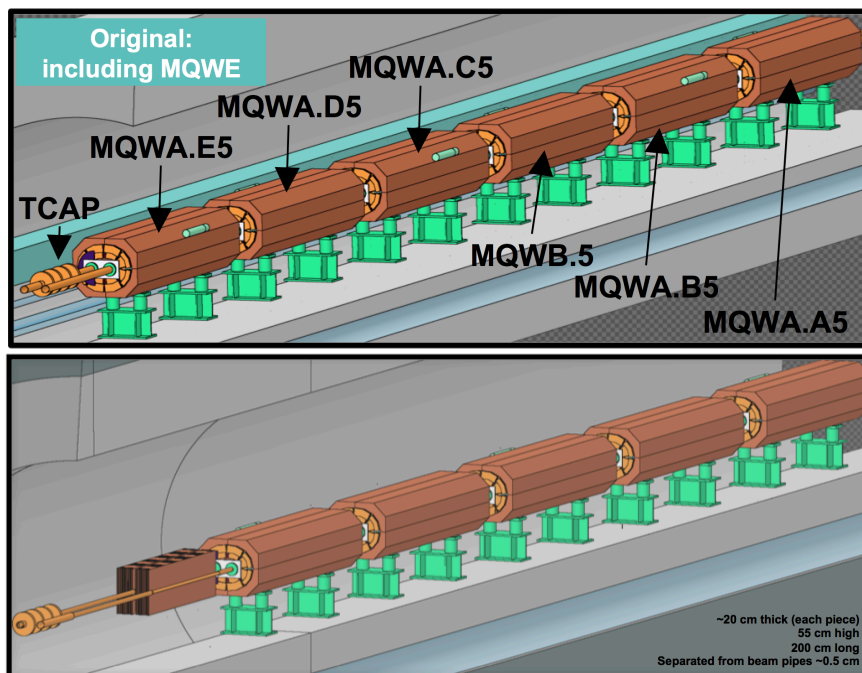 Original:
including MQWE
MQWA.C5
MQWA.D5
MQWA.E5
TCAP
MQWB.5
MQWA.B5
MQWA.A5
~20 cm thick (each piece)
55 cm high
200 cm long
Separated from beam pipes ~0.5 cm